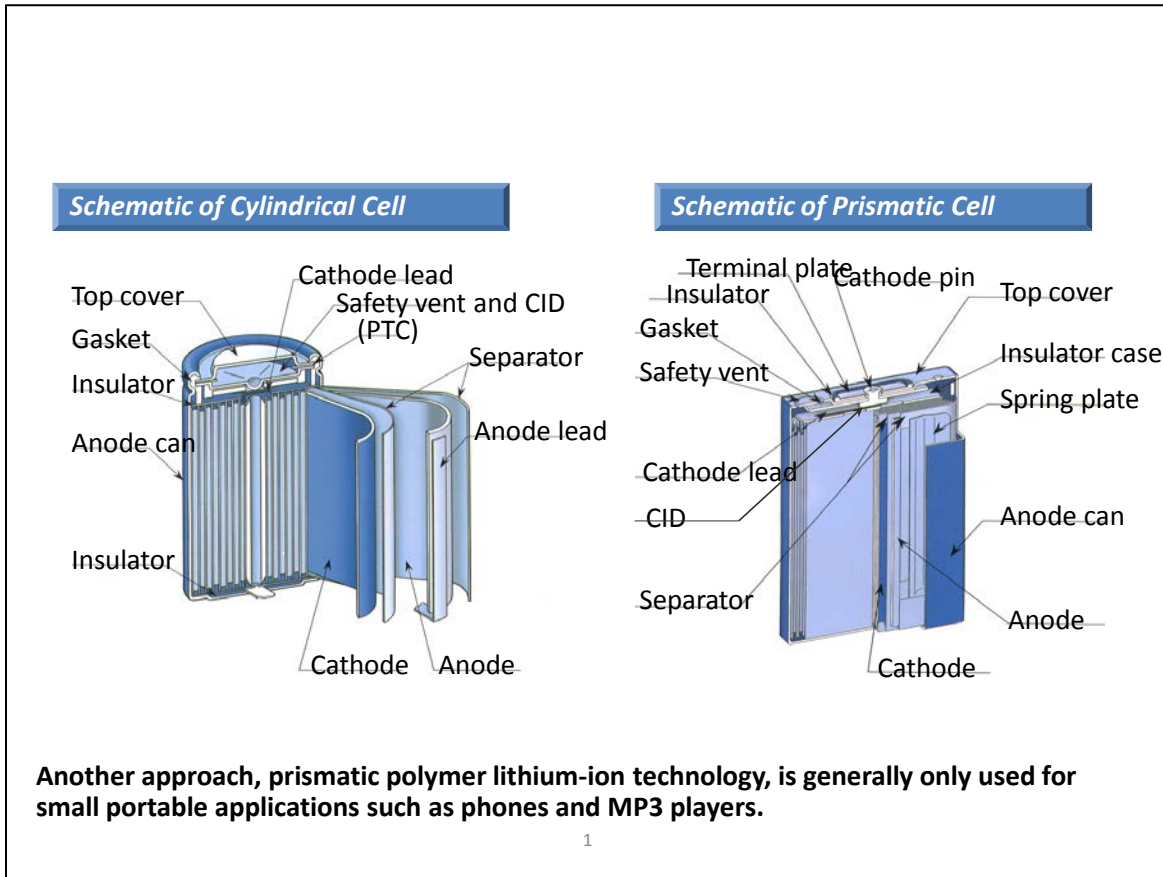 Schematic of Cylindrical Cell
Cathode lead
Top cover
Safety vent and CID
(PTC)
Gasket
Separator
Insulator
Anode can
Anode lead
Insulator
Cathode
Anode
Schematic of Prismatic Cell
Terminal plate
Cathode pin
Insulator
Top cover
Gasket
Insulator case
Safety vent
Spring plate
Cathode lead
CID
Anode can
Separator
Anode
Cathode
Another approach, prismatic polymer lithium-ion technology, is generally only used for
small portable applications such as phones and MP3 players.
1